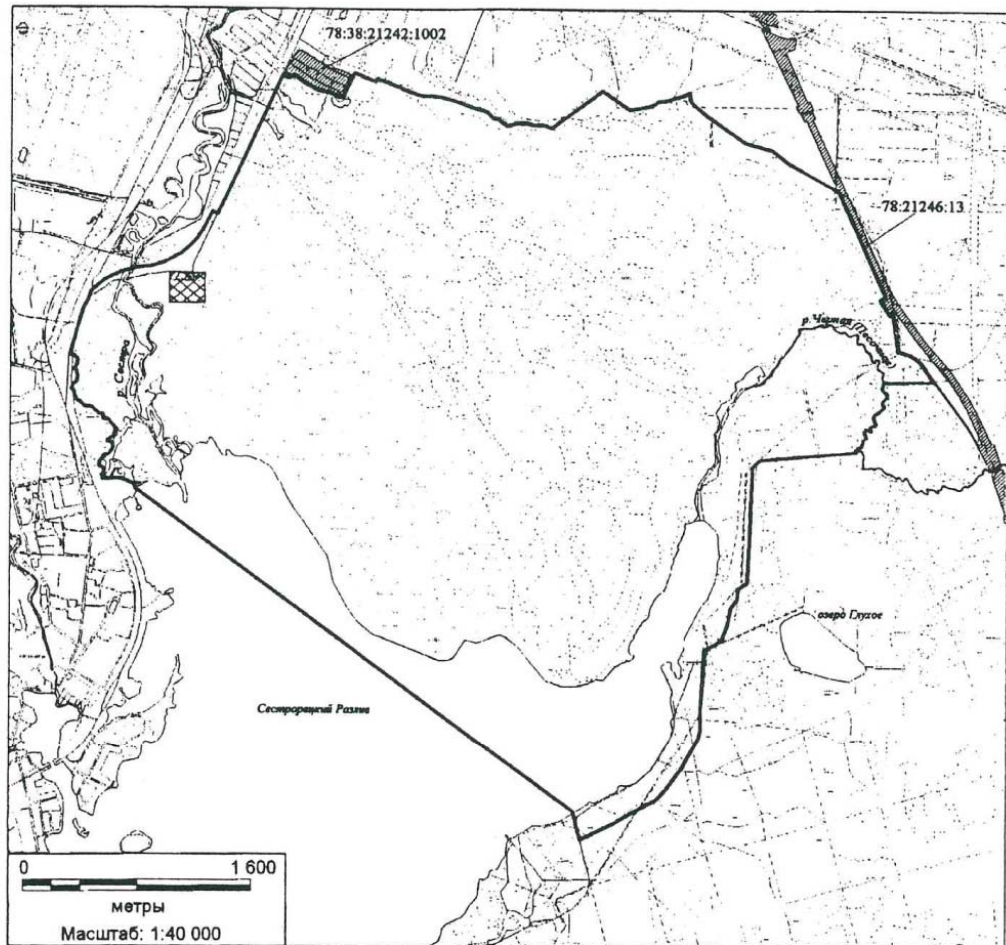 78:38:21242:1002
78:21246:13
р. Черная
р. Сестра
озеро Глухое
Сестрорецкий Разлив
0 1 600
метры
Масштаб: 1:40 000